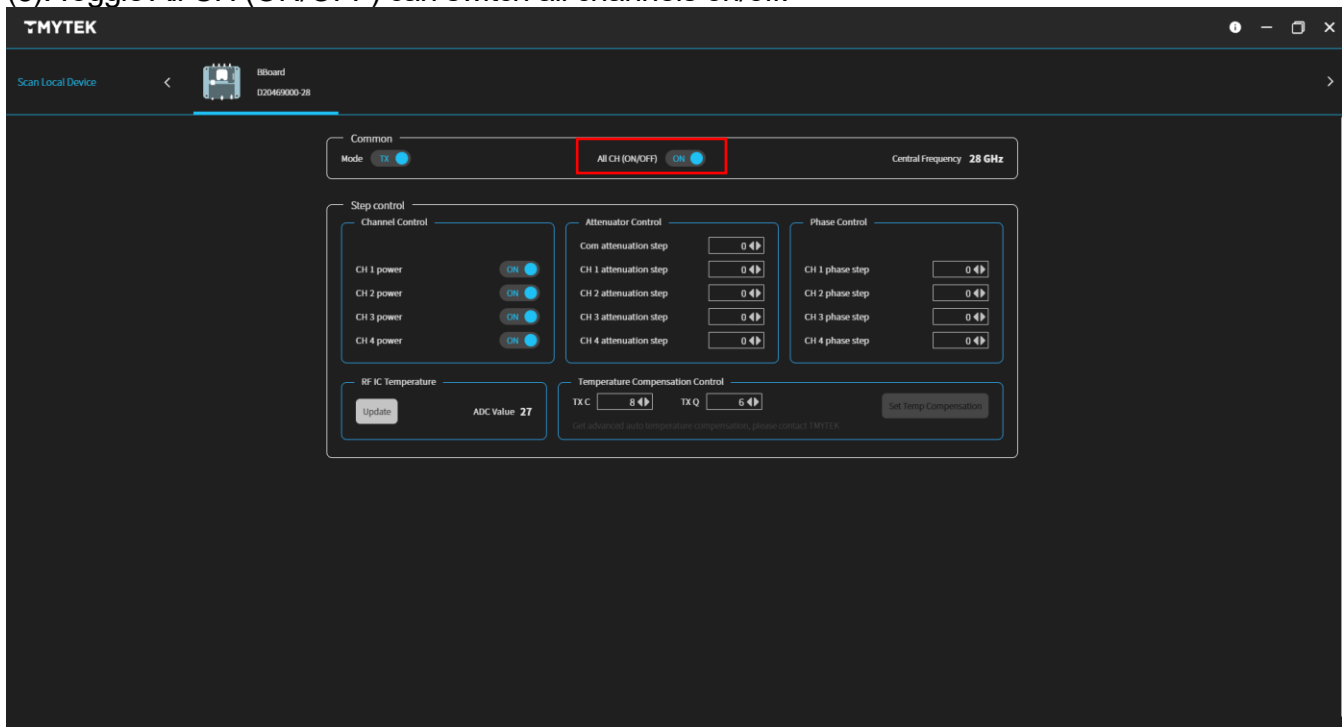 TMYTEK
Scan Local Device
BBoard
D20469000-28
Common
Mode TX
All CH (ON/OFF) ON
Central Frequency 28 GHz
Step control
Channel Control
CH 1 power ON
CH 2 power ON
CH 3 power ON
CH 4 power ON
Attenuator Control
Com attenuation step 0
CH 1 attenuation step 0
CH 2 attenuation step 0
CH 3 attenuation step 0
CH 4 attenuation step 0
Phase Control
CH 1 phase step 0
CH 2 phase step 0
CH 3 phase step 0
CH 4 phase step 0
RF IC Temperature
Update
ADC Value 27
Temperature Compensation Control
TX C 8 TX Q 6
Set Temp Compensation
Get advanced auto temperature compensation, please contact TMYTEK